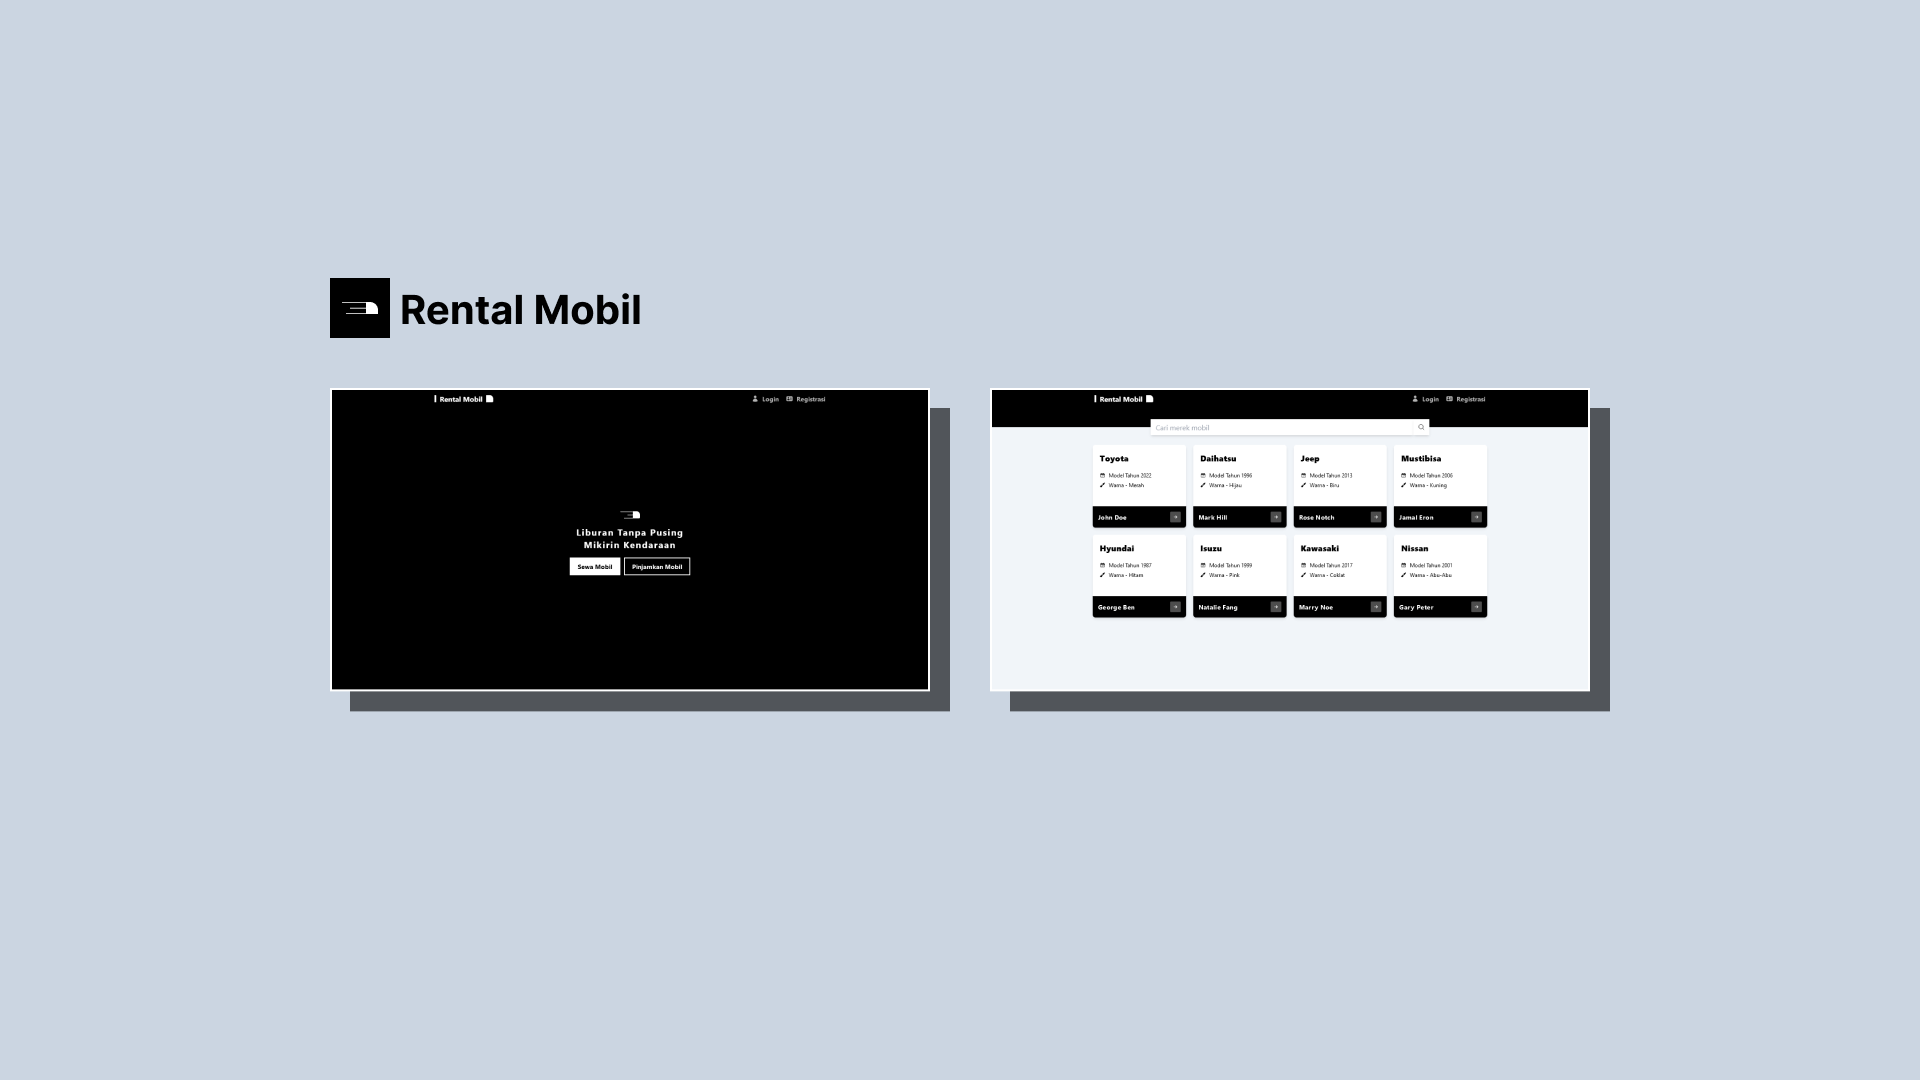 Rental Mobil
Rental Mobil
Login Registrasi
Liburan Tanpa Pusing
Mikirin Kendaraan
Sewa Mobil Pinjamkan Mobil
Rental Mobil
Login Registrasi
Cari merek mobil
Toyota
Model Tahun 2022
Warna - Merah
John Doe
Daihatsu
Model Tahun 1996
Warna - Hijau
Mark Hill
Jeep
Model Tahun 2013
Warna - Biru
Rose Notch
Mustibisa
Model Tahun 2006
Warna - Kuning
Jamal Eron
Hyundai
Model Tahun 1987
Warna - Hitam
George Ben
Isuzu
Model Tahun 1999
Warna - Pink
Natalie Fang
Kawasaki
Model Tahun 2017
Warna - Coklat
Marry Noe
Nissan
Model Tahun 2001
Warna - Abu-Abu
Gary Peter